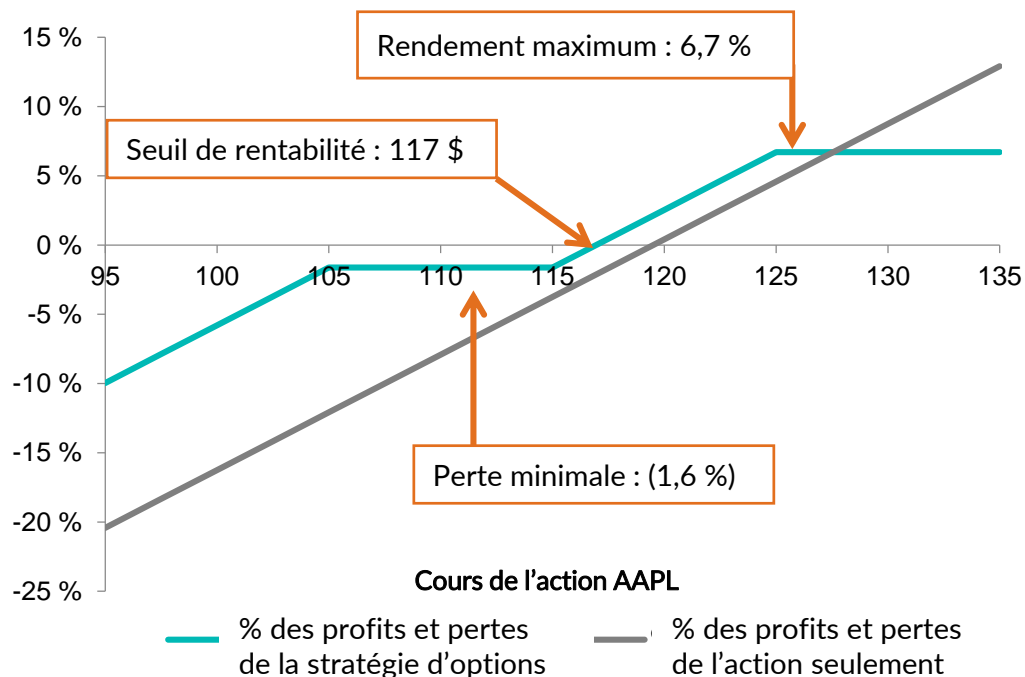 15 %
Rendement maximum : 6,7 %
10 %
Seuil de rentabilité : 117 $
5 %
0 %
95 100 105 110 115 120 125 130 135
-5 %
-10 %
-15 %
Perte minimale : (1,6 %)
-20 %
-25 %
Cours de l’action AAPL
% des profits et pertes
de la stratégie d’options
% des profits et pertes
de l’action seulement